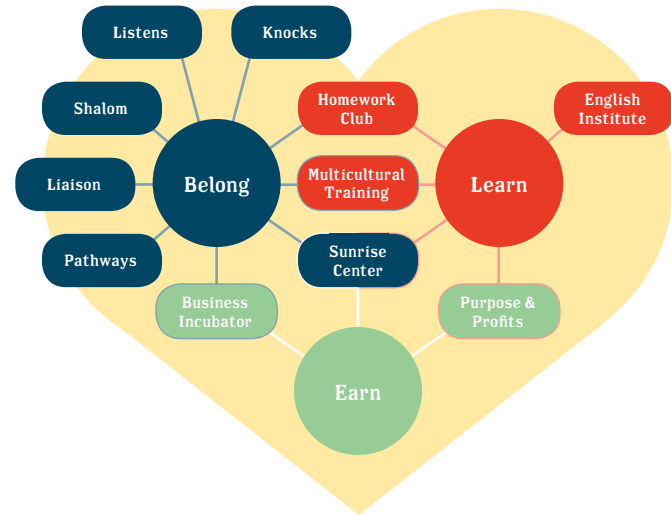 Listens
Knocks
Shalom
Homework
Club
English
Institute
Liaison
Belong
Multicultural
Training
Learn
Pathways
Sunrise
Center
Business
Incubator
Purpose &
Profits
Earn